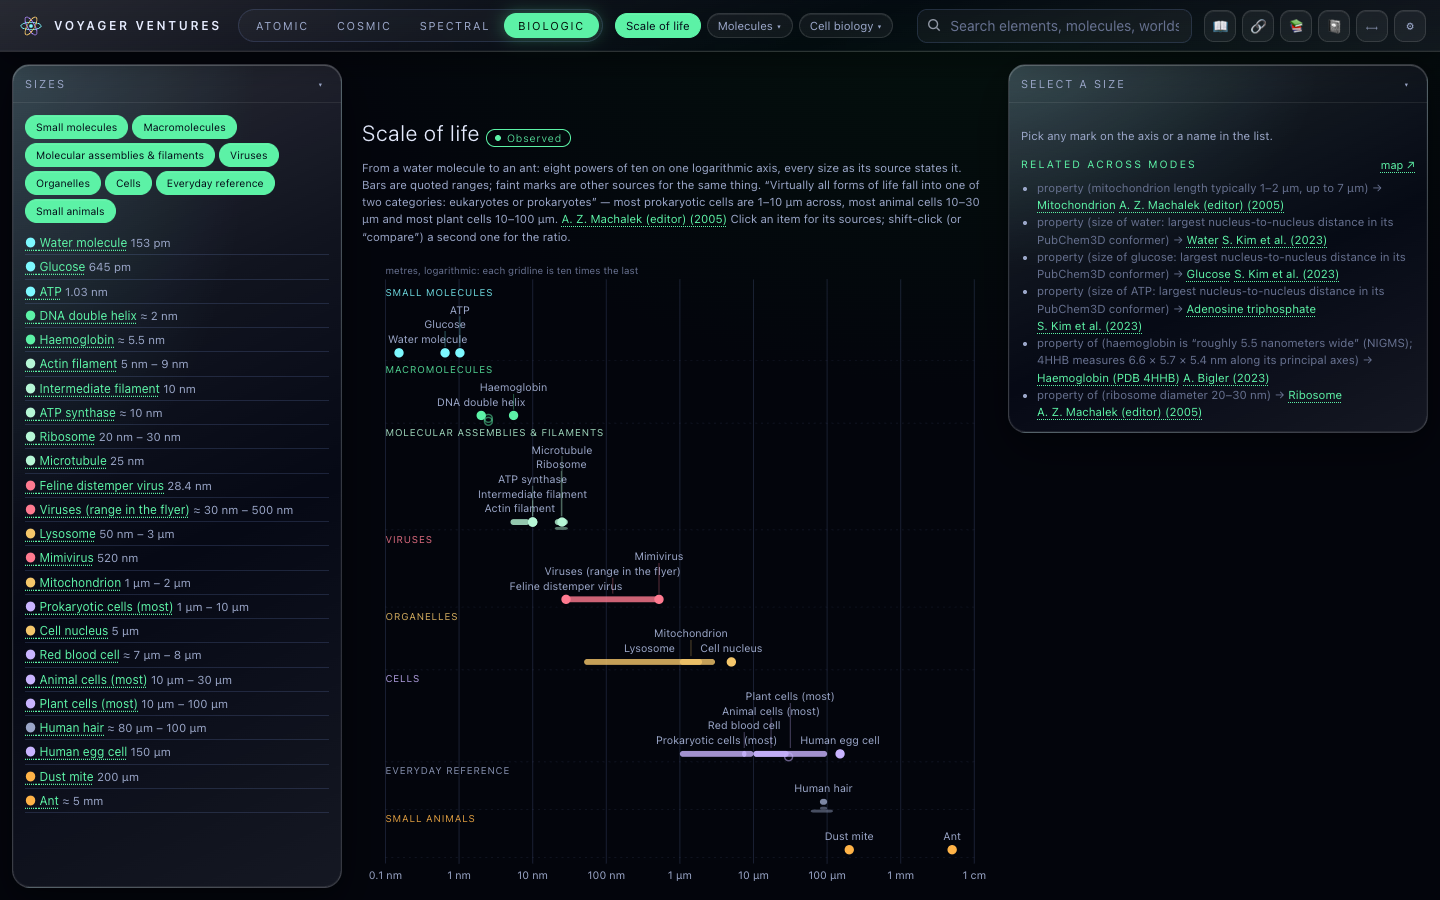 VOYAGER VENTURES
ATOMIC COSMIC SPECTRAL BIOLOGIC
Scale of life Molecules Cell biology
Search elements, molecules, worlds
SIZES
Small molecules Macromolecules
Molecular assemblies & filaments Viruses
Organelles Cells Everyday reference
Small animals
Water molecule 153 pm
Glucose 645 pm
ATP 1.03 nm
DNA double helix ≈ 2 nm
Haemoglobin ≈ 5.5 nm
Actin filament 5 nm – 9 nm
Intermediate filament 10 nm
ATP synthase ≈ 10 nm
Ribosome 20 nm – 30 nm
Microtubule 25 nm
Feline distemper virus 28.4 nm
Viruses (range in the flyer) ≈ 30 nm – 500 nm
Lysosome 50 nm – 3 µm
Mimivirus 520 nm
Mitochondrion 1 µm – 2 µm
Prokaryotic cells (most) 1 µm – 10 µm
Cell nucleus 5 µm
Red blood cell ≈ 7 µm – 8 µm
Animal cells (most) 10 µm – 30 µm
Plant cells (most) 10 µm – 100 µm
Human hair ≈ 80 µm – 100 µm
Human egg cell 150 µm
Dust mite 200 µm
Ant ≈ 5 mm
Scale of life Observed
From a water molecule to an ant: eight powers of ten on one logarithmic axis, every size as its source states it.
Bars are quoted ranges; faint marks are other sources for the same thing. “Virtually all forms of life fall into one of
two categories: eukaryotes or prokaryotes” — most prokaryotic cells are 1–10 µm across, most animal cells 10–30
µm and most plant cells 10–100 µm. A. Z. Machalek (editor) (2005) Click an item for its sources; shift-click (or
“compare”) a second one for the ratio.
metres, logarithmic: each gridline is ten times the last
SMALL MOLECULES
ATP
Glucose
Water molecule
MACROMOLECULES
Haemoglobin
DNA double helix
MOLECULAR ASSEMBLIES & FILAMENTS
Microtubule
Ribosome
ATP synthase
Intermediate filament
Actin filament
VIRUSES
Mimivirus
Viruses (range in the flyer)
Feline distemper virus
ORGANELLES
Mitochondrion
Lysosome Cell nucleus
CELLS
Plant cells (most)
Animal cells (most)
Red blood cell
Prokaryotic cells (most) Human egg cell
EVERYDAY REFERENCE
Human hair
SMALL ANIMALS
Dust mite Ant
0.1 nm 1 nm 10 nm 100 nm 1 µm 10 µm 100 µm 1 mm 1 cm
SELECT A SIZE
Pick any mark on the axis or a name in the list.
RELATED ACROSS MODES map ↗
property (mitochondrion length typically 1–2 µm, up to 7 µm) →
Mitochondrion A. Z. Machalek (editor) (2005)
property (size of water: largest nucleus-to-nucleus distance in its
PubChem3D conformer) → Water S. Kim et al. (2023)
property (size of glucose: largest nucleus-to-nucleus distance in its
PubChem3D conformer) → Glucose S. Kim et al. (2023)
property (size of ATP: largest nucleus-to-nucleus distance in its
PubChem3D conformer) → Adenosine triphosphate
S. Kim et al. (2023)
property of (haemoglobin is “roughly 5.5 nanometers wide” (NIGMS);
4HHB measures 6.6 × 5.7 × 5.4 nm along its principal axes) →
Haemoglobin (PDB 4HHB) A. Bigler (2023)
property of (ribosome diameter 20–30 nm) → Ribosome
A. Z. Machalek (editor) (2005)